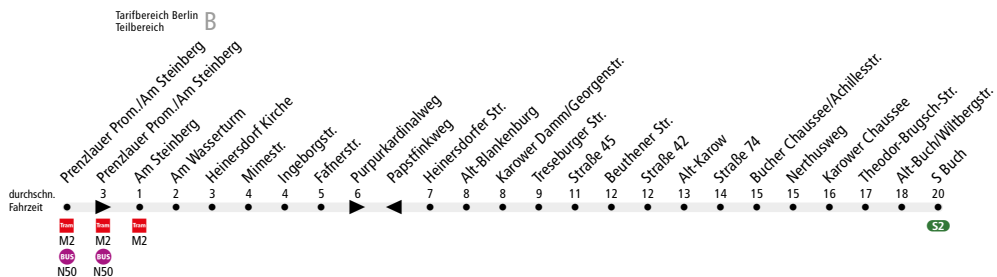 Tarifbereich Berlin
Teilbereich
B
Prenzlauer Prom./Am Steinberg
Prenzlauer Prom./Am Steinberg
Am Steinberg
Am Wasserturm
Heinersdorf Kirche
Mimestr.
Ingeborgstr.
Fafnerstr.
Purpurkardinalweg
Papstfinkweg
Heinersdorfer Str.
Alt-Blankenburg
Karower Damm/Georgenstr.
Treseburger Str.
Straße 45
Beuthener Str.
Straße 42
Alt-Karow
Straße 74
Bucher Chaussee/Achillesstr.
Nerthusweg
Karower Chaussee
Theodor-Brugsch-Str.
Alt-Buch/Wiltbergstr.
S Buch
durchschn. 3 1 2 3 4 4 5 6 7 8 8 9 11 12 12 13 14 15 15 16 17 18 20
Fahrzeit
Tram Tram Tram S2
M2 M2 M2
BUS BUS
N50 N50